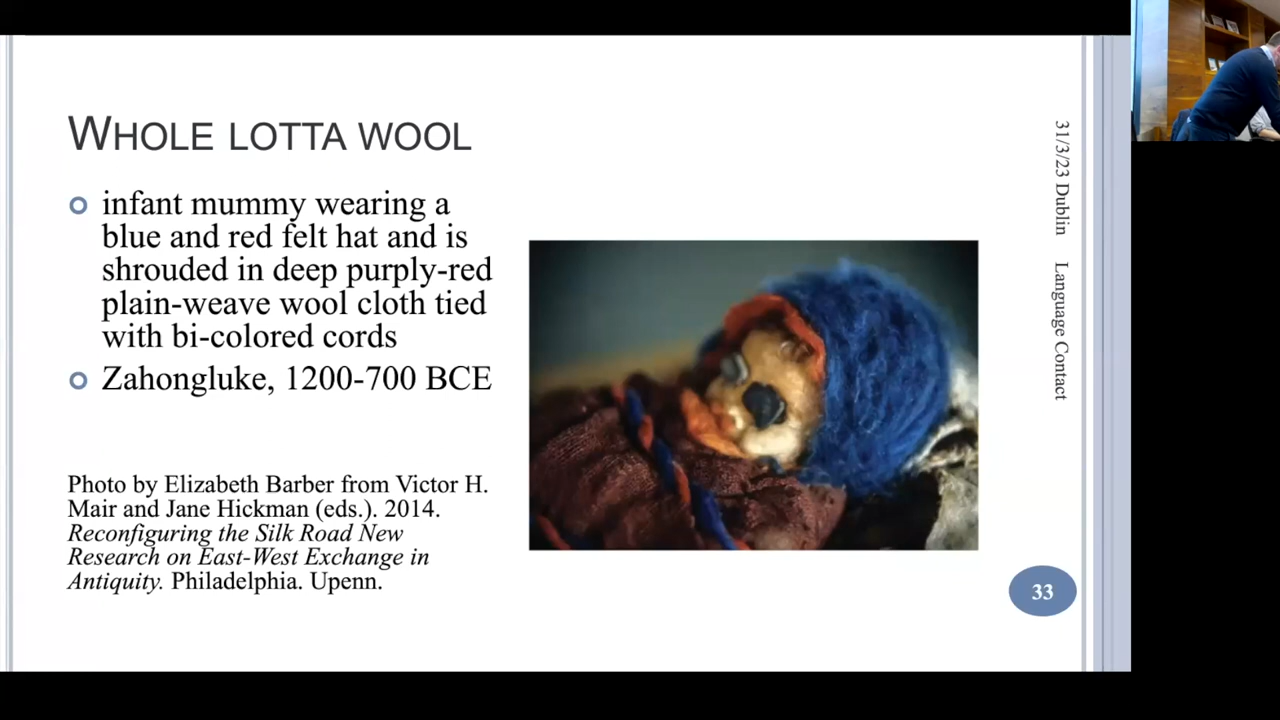 WHOLE LOTTA WOOL
infant mummy wearing a
blue and red felt hat and is
shrouded in deep purply-red
plain-weave wool cloth tied
with bi-colored cords
Zahongluke, 1200-700 BCE
Photo by Elizabeth Barber from Victor H.
Mair and Jane Hickman (eds.). 2014.
Reconfiguring the Silk Road New
Research on East-West Exchange in
Antiquity. Philadelphia. Upenn.
31/3/23 Dublin Language Contact
33